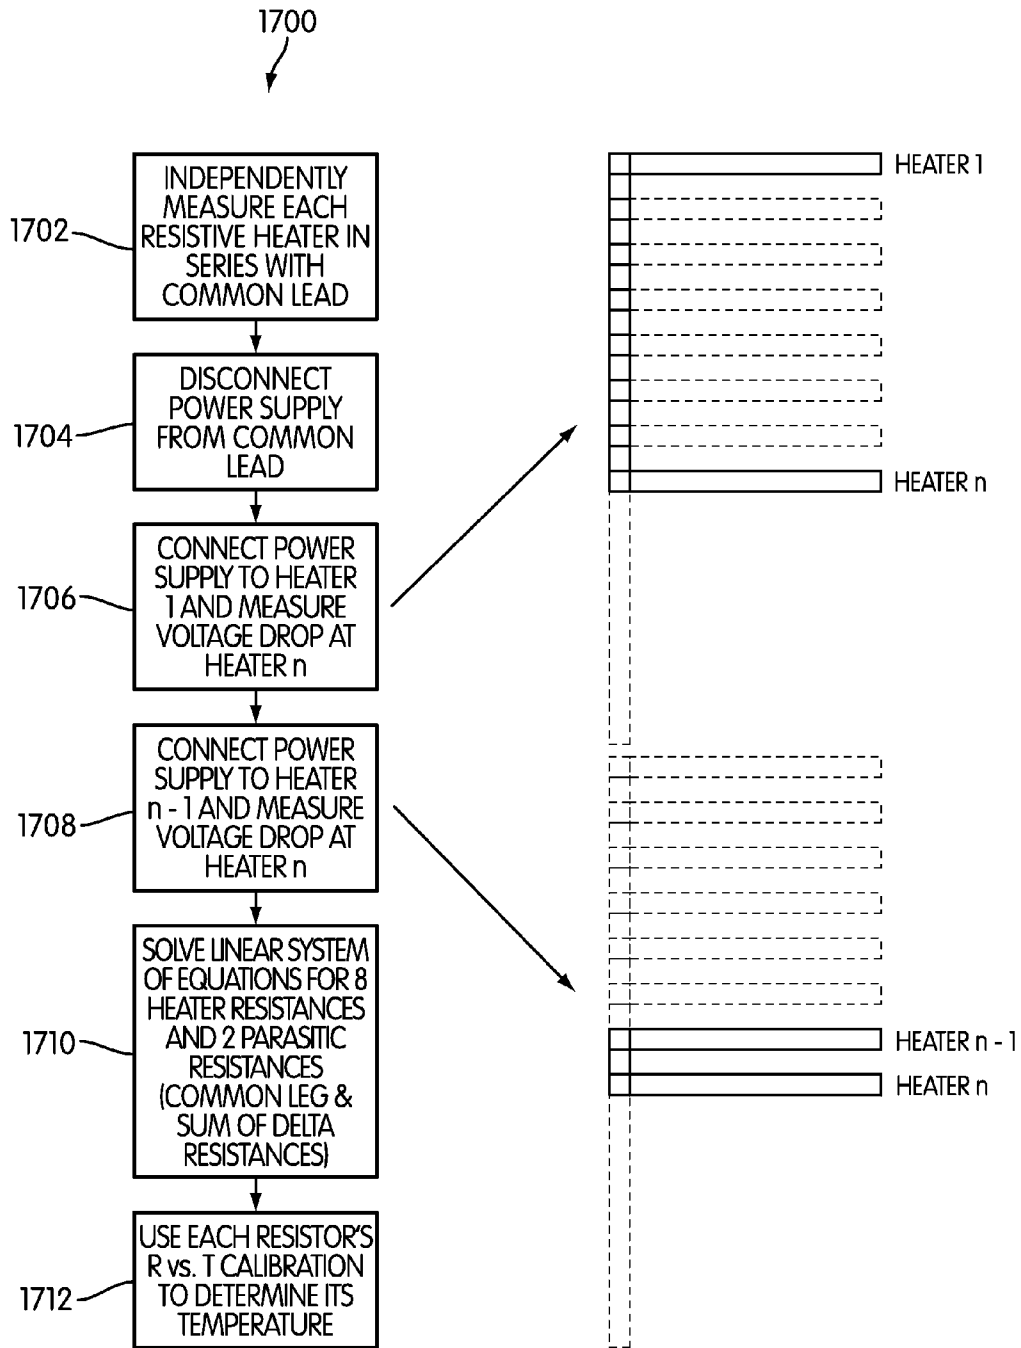 1700
1702
INDEPENDENTLY
MEASURE EACH
RESISTIVE HEATER IN
SERIES WITH
COMMON LEAD
1704
DISCONNECT
POWER SUPPLY
FROM COMMON
LEAD
1706
CONNECT POWER
SUPPLY TO HEATER
1 AND MEASURE
VOLTAGE DROP AT
HEATER n
1708
CONNECT POWER
SUPPLY TO HEATER
n - 1 AND MEASURE
VOLTAGE DROP AT
HEATER n
1710
SOLVE LINEAR SYSTEM
OF EQUATIONS FOR 8
HEATER RESISTANCES
AND 2 PARASITIC
RESISTANCES
(COMMON LEG &
SUM OF DELTA
RESISTANCES)
1712
USE EACH RESISTOR'S
R vs. T CALIBRATION
TO DETERMINE ITS
TEMPERATURE
HEATER 1
HEATER n
HEATER n - 1
HEATER n